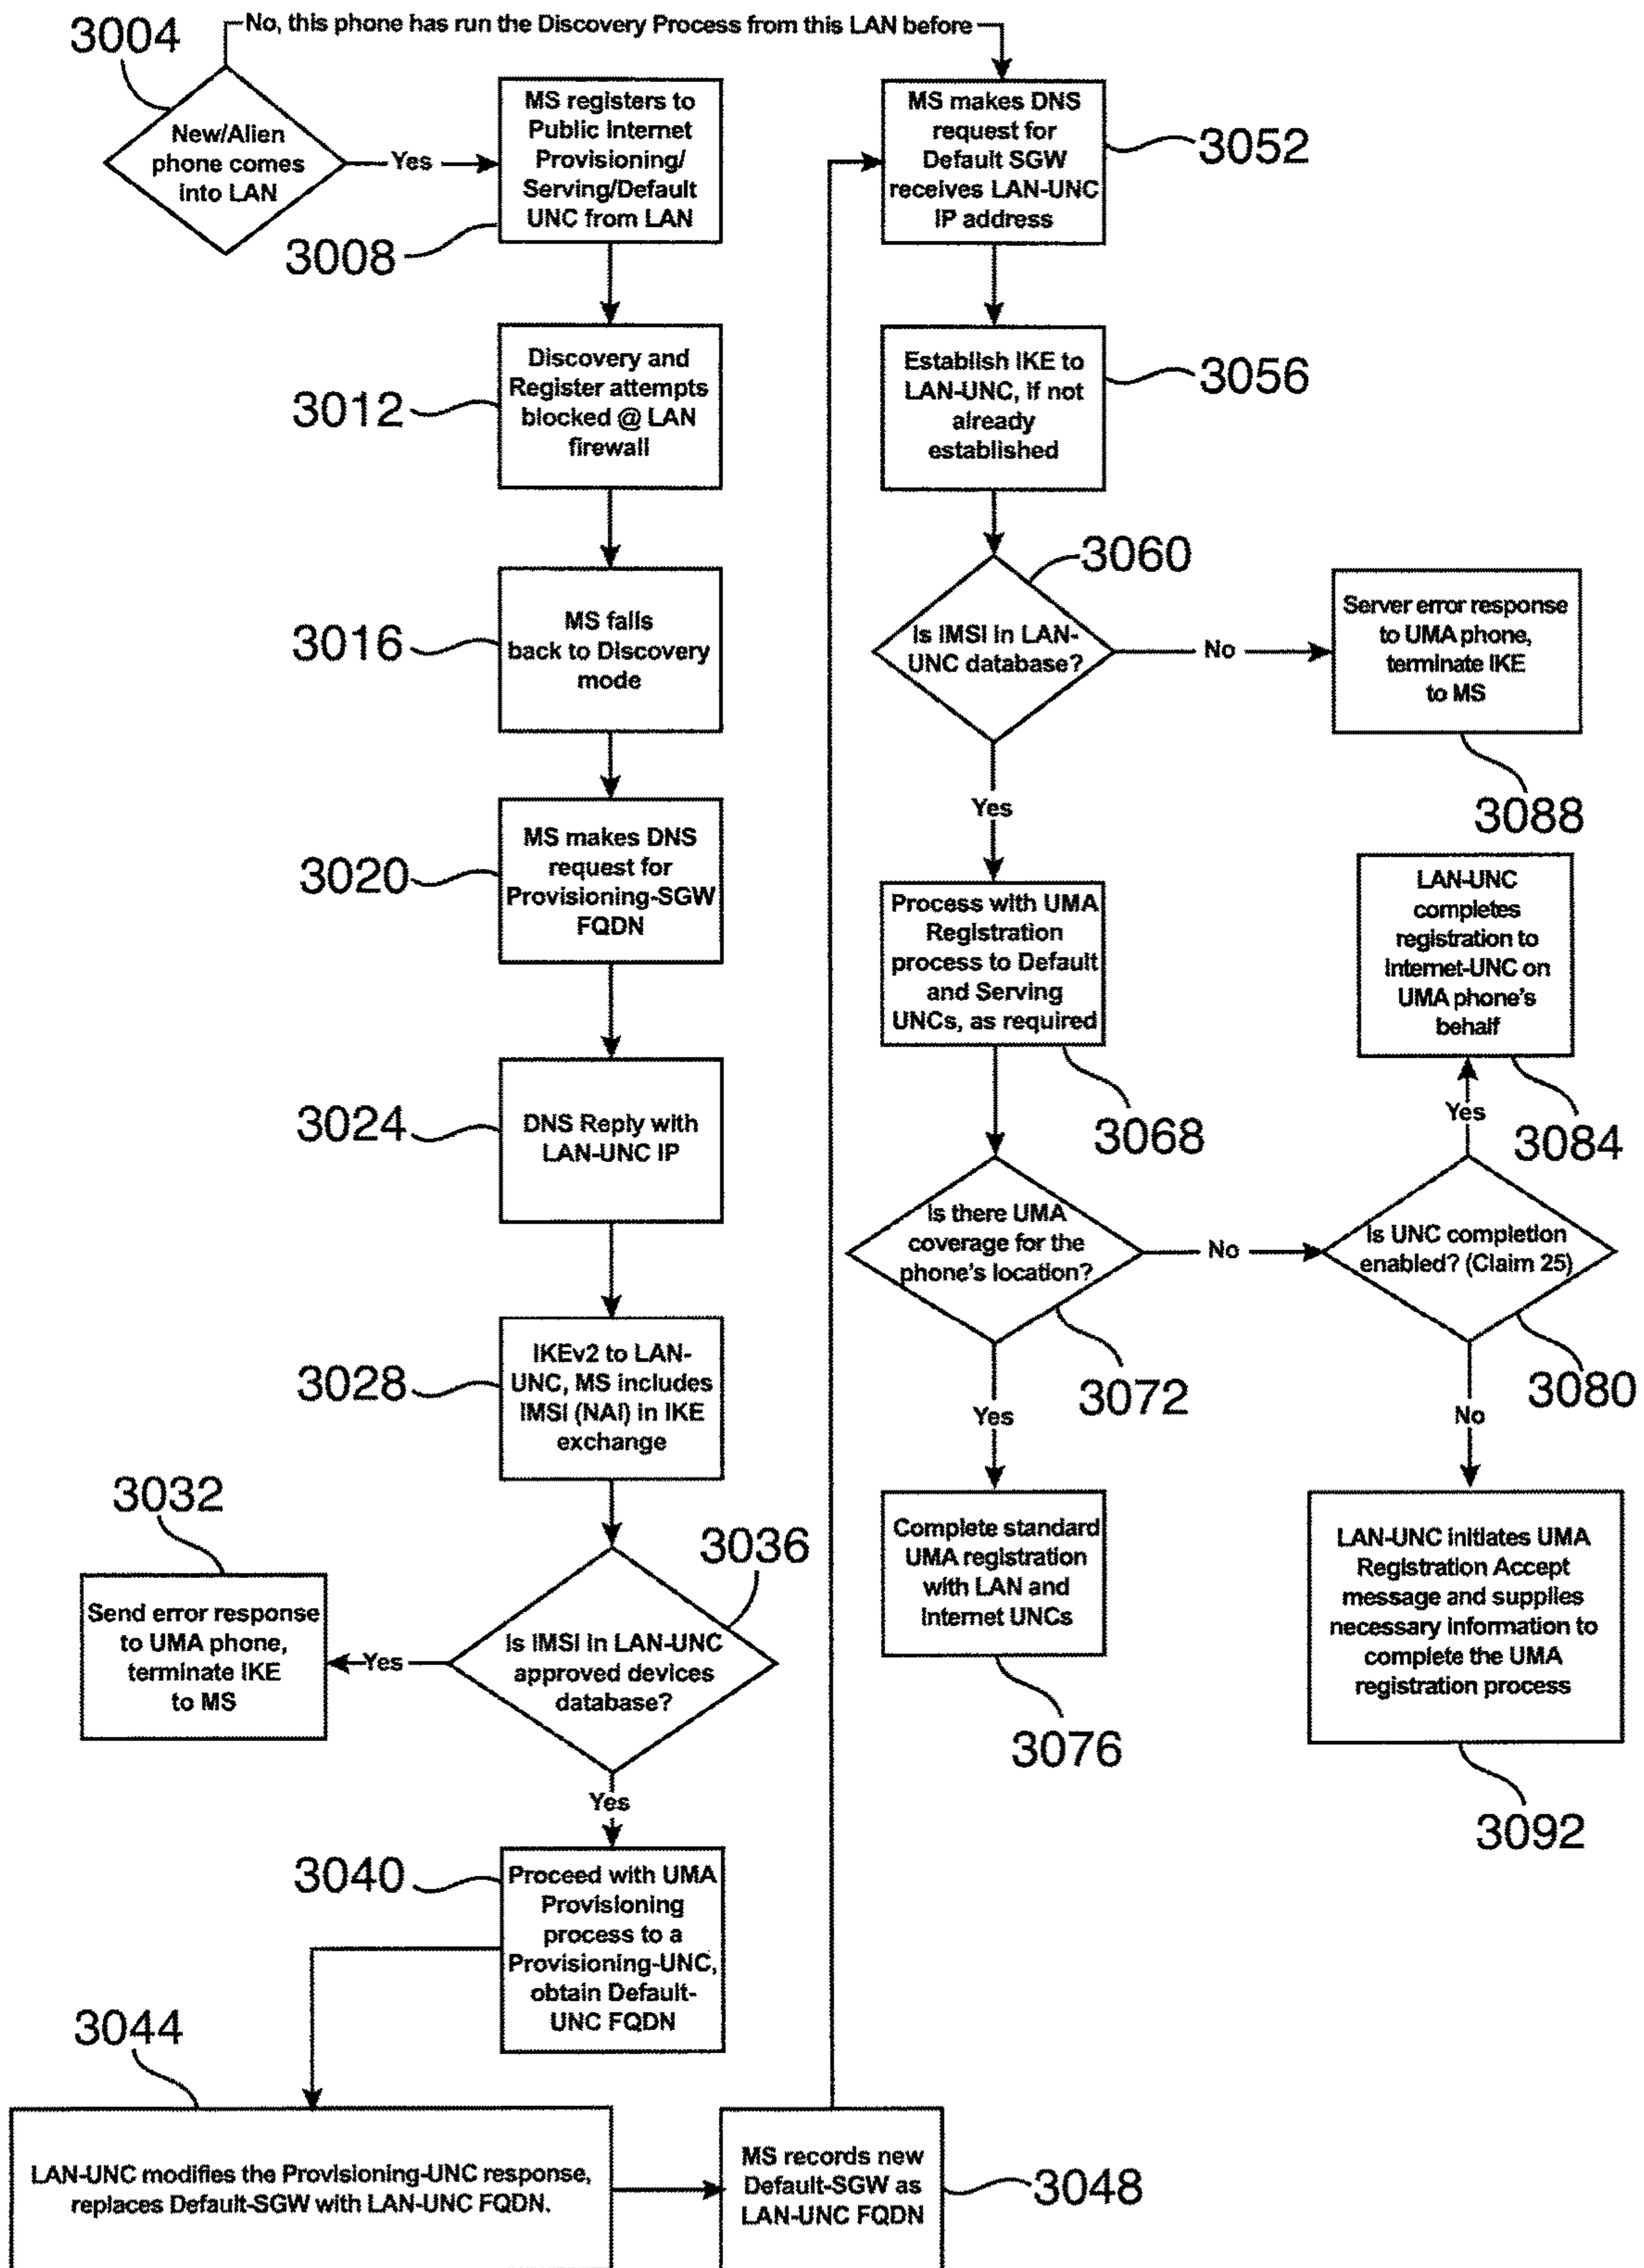 No, this phone has run the Discovery Process from this LAN before
3004
New/Alien
phone comes
into LAN
Yes
MS registers to
Public Internet
Provisioning/
Serving/Default
UNC from LAN
3008
Discovery and
Register attempts
blocked @ LAN
firewall
3012
MS falls
back to Discovery
mode
3016
MS makes DNS
request for
Provisioning-SGW
FQDN
3020
DNS Reply with
LAN-UNC IP
3024
IKEv2 to LAN-
UNC, MS includes
IMSI (NAI) in IKE
exchange
3028
3032
Send error response
to UMA phone,
terminate IKE
to MS
Yes
3036
Is IMSI in LAN-UNC
approved devices
database?
Yes
3040
Proceed with UMA
Provisioning
process to a
Provisioning-UNC,
obtain Default-
UNC FQDN
3044
LAN-UNC modifies the Provisioning-UNC response,
replaces Default-SGW with LAN-UNC FQDN.
MS records new
Default-SGW as
LAN-UNC FQDN
3048
MS makes DNS
request for
Default SGW
receives LAN-UNC
IP address
3052
Establish IKE to
LAN-UNC, if not
already
established
3056
3060
Is IMSI in LAN-
UNC database?
No
Server error response
to UMA phone,
terminate IKE
to MS
3088
Yes
Process with UMA
Registration
process to Default
and Serving
UNCs, as required
3068
Is there UMA
coverage for the
phone's location?
3072
No
Is UNC completion
enabled? (Claim 25)
3080
Yes
LAN-UNC
completes
registration to
Internet-UNC on
UMA phone's
behalf
3084
Yes
Complete standard
UMA registration
with LAN and
Internet UNCs
3076
No
LAN-UNC initiates UMA
Registration Accept
message and supplies
necessary information to
complete the UMA
registration process
3092